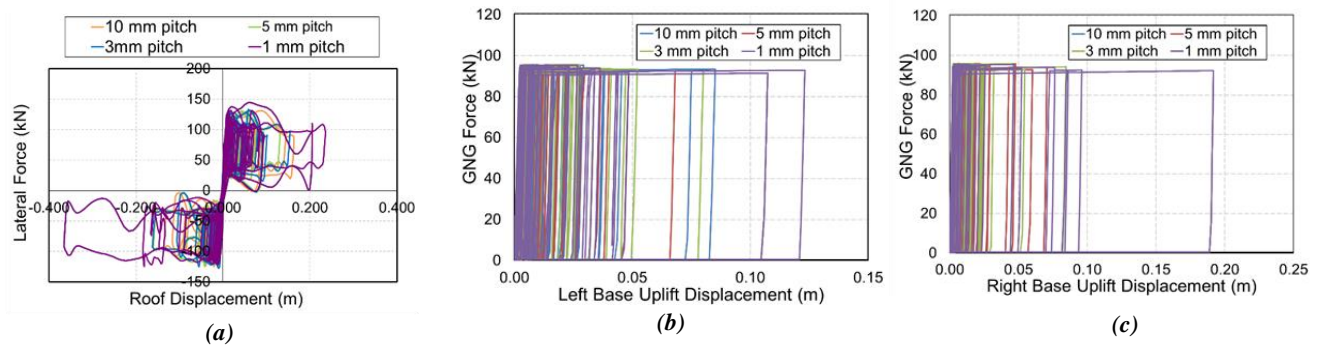 10 mm pitch 5 mm pitch
3mm pitch 1 mm pitch
Lateral Force (kN)
200
150
100
50
0
-50
-100
-150
-0.400 -0.200 0.000 0.200 0.400
Roof Displacement (m)
(a)
GNG Force (kN)
120
100
80
60
40
20
0
10 mm pitch 5 mm pitch
3 mm pitch 1 mm pitch
0.00 0.05 0.10 0.15
Left Base Uplift Displacement (m)
(b)
GNG Force (kN)
120
100
80
60
40
20
0
10 mm pitch 5 mm pitch
3 mm pitch 1 mm pitch
0.00 0.05 0.10 0.15 0.20 0.25
Right Base Uplift Displacement (m)
(c)